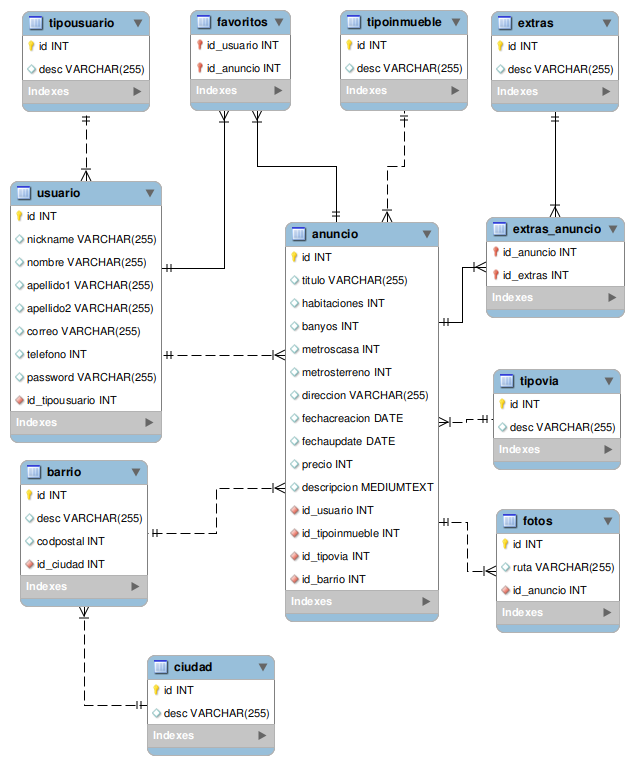 tipousuario
id INT
desc VARCHAR(255)
Indexes
favoritos
id_usuario INT
id_anuncio INT
Indexes
tipoinmueble
id INT
desc VARCHAR(255)
Indexes
extras
id INT
desc VARCHAR(255)
Indexes
usuario
id INT
nickname VARCHAR(255)
nombre VARCHAR(255)
apellido1 VARCHAR(255)
apellido2 VARCHAR(255)
correo VARCHAR(255)
telefono INT
password VARCHAR(255)
id_tipousuario INT
Indexes
anuncio
id INT
titulo VARCHAR(255)
habitaciones INT
banyos INT
metroscasa INT
metrosterreno INT
direccion VARCHAR(255)
fechacreacion DATE
fechaupdate DATE
precio INT
descripcion MEDIUMTEXT
id_usuario INT
id_tipoinmueble INT
id_tipovia INT
id_barrio INT
Indexes
extras_anuncio
id_anuncio INT
id_extras INT
Indexes
tipovia
id INT
desc VARCHAR(255)
Indexes
barrio
id INT
desc VARCHAR(255)
codpostal INT
id_ciudad INT
Indexes
fotos
id INT
ruta VARCHAR(255)
id_anuncio INT
Indexes
ciudad
id INT
desc VARCHAR(255)
Indexes